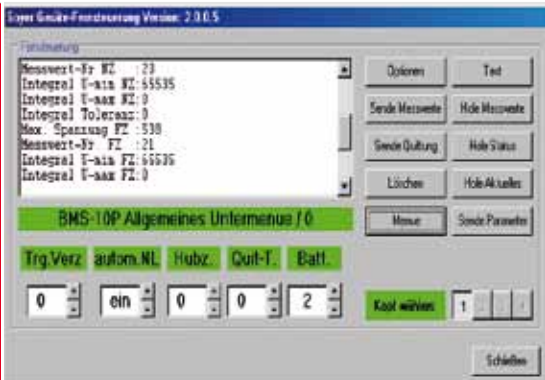 Soyer Geräte-Fernsteuerung Version: 2.0.0.5
Fernsteuerung
Messwert-Nr NZ :23
Integral U-min NZ:65535
Integral U-max NZ:0
Integral Toleranz:0
Max. Spannung FZ :538
Messwert-Nr FZ :21
Integral U-min FZ:65535
Integral U-max FZ:0
Optionen
Test
Sende Messwerte
Hole Messwerte
Sende Quittung
Hole Status
Löschen
Hole Aktuelles
Menue
Sende Parameter
BMS-10P Allgemeines Untermenue / 0
Trg.Verz
autom.NL
Hubz.
Quit-T.
Batt.
0
ein
0
0
2
Kopf wählen:
1
Schließen